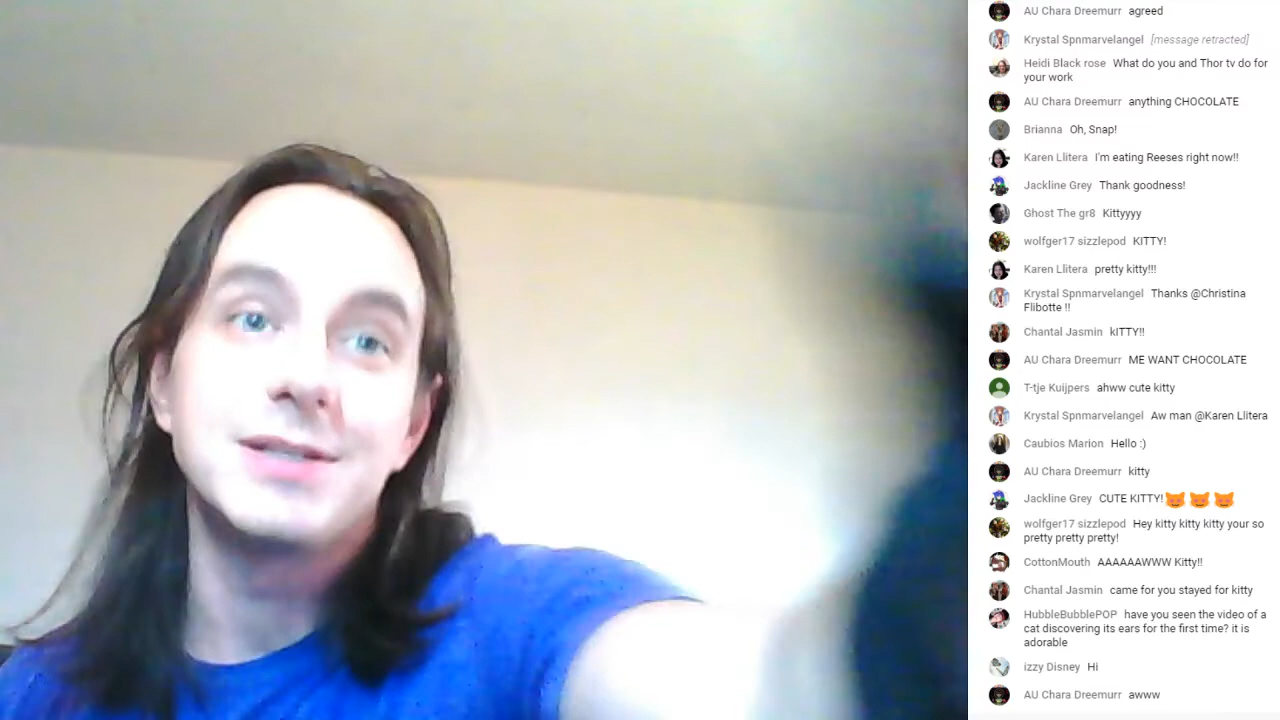 AU Chara Dreemurr agreed
Krystal Spnmarvelangel [message retracted]
Heidi Black rose What do you and Thor tv do for
your work
AU Chara Dreemurr anything CHOCOLATE
Brianna Oh, Snap!
Karen Llitera I'm eating Reeses right now!!
Jackline Grey Thank goodness!
Ghost The gr8 Kittyyyy
wolfger17 sizzlepod KITTY!
Karen Llitera pretty kitty!!!
Krystal Spnmarvelangel Thanks @Christina
Flibotte !!
Chantal Jasmin kITTY!!
AU Chara Dreemurr ME WANT CHOCOLATE
T-tje Kuijpers ahww cute kitty
Krystal Spnmarvelangel Aw man @Karen Llitera
Caubios Marion Hello :)
AU Chara Dreemurr kitty
Jackline Grey CUTE KITTY!
wolfger17 sizzlepod Hey kitty kitty kitty your so
pretty pretty pretty!
CottonMouth AAAAAAWWW Kitty!!
Chantal Jasmin came for you stayed for kitty
HubbleBubblePOP have you seen the video of a
cat discovering its ears for the first time? it is
adorable
izzy Disney Hi
AU Chara Dreemurr awww